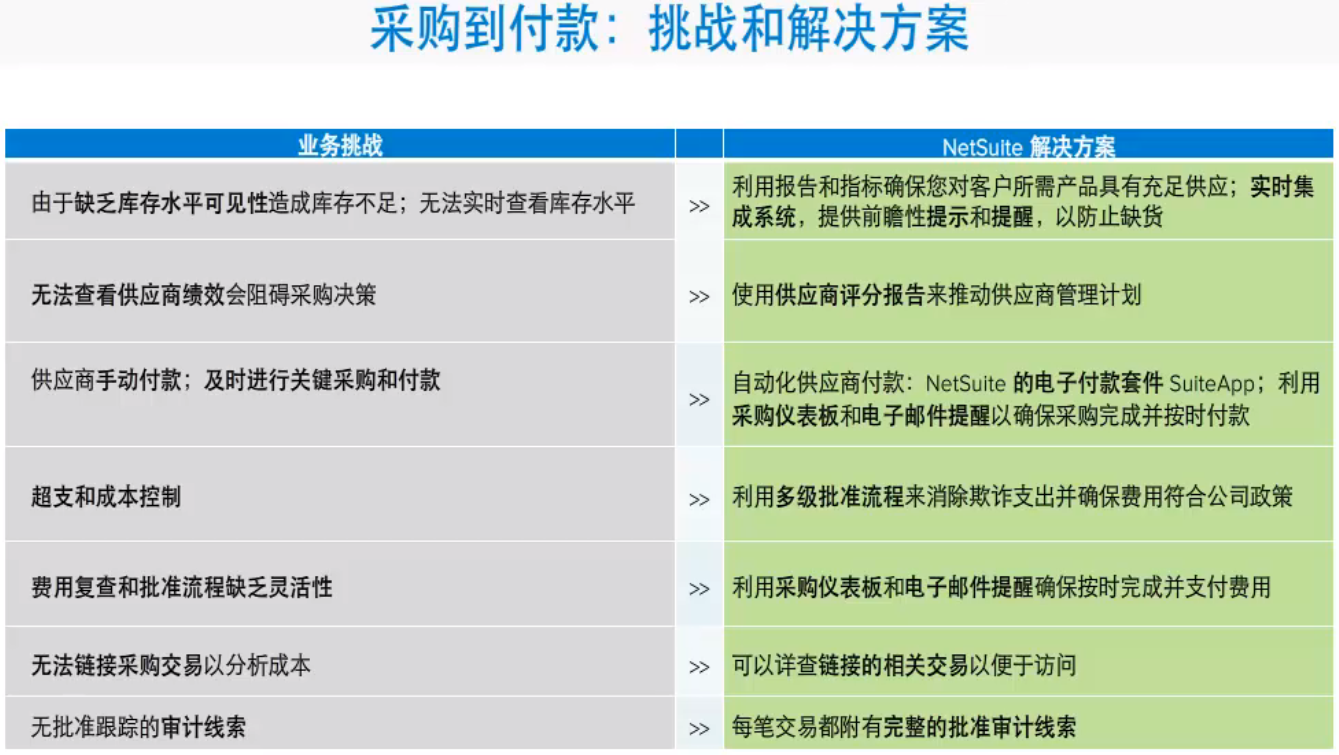 采购到付款：挑战和解决方案
业务挑战
NetSuite 解决方案
由于缺乏库存水平可见性造成库存不足；无法实时查看库存水平
>>
利用报告和指标确保您对客户所需产品具有充足供应；实时集
成系统，提供前瞻性提示和提醒，以防止缺货
无法查看供应商绩效会阻碍采购决策
>>
使用供应商评分报告来推动供应商管理计划
供应商手动付款；及时进行关键采购和付款
>>
自动化供应商付款：NetSuite 的电子付款套件 SuiteApp；利用
采购仪表板和电子邮件提醒以确保采购完成并按时付款
超支和成本控制
>>
利用多级批准流程来消除欺诈支出并确保费用符合公司政策
费用复查和批准流程缺乏灵活性
>>
利用采购仪表板和电子邮件提醒确保按时完成并支付费用
无法链接采购交易以分析成本
>>
可以详查链接的相关交易以便于访问
无批准跟踪的审计线索
>>
每笔交易都附有完整的批准审计线索